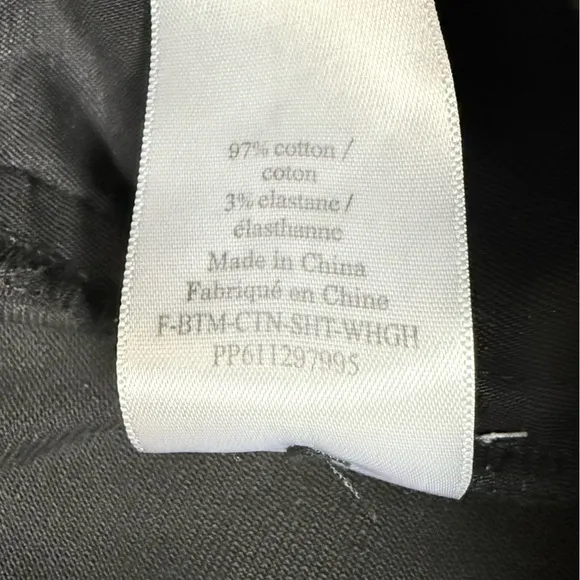 97% cotton /
coton
3% elastane /
élasthanne
Made in China
Fabriqué en Chine
F-BTM-CTN-SHT-WHGH
PP611297995